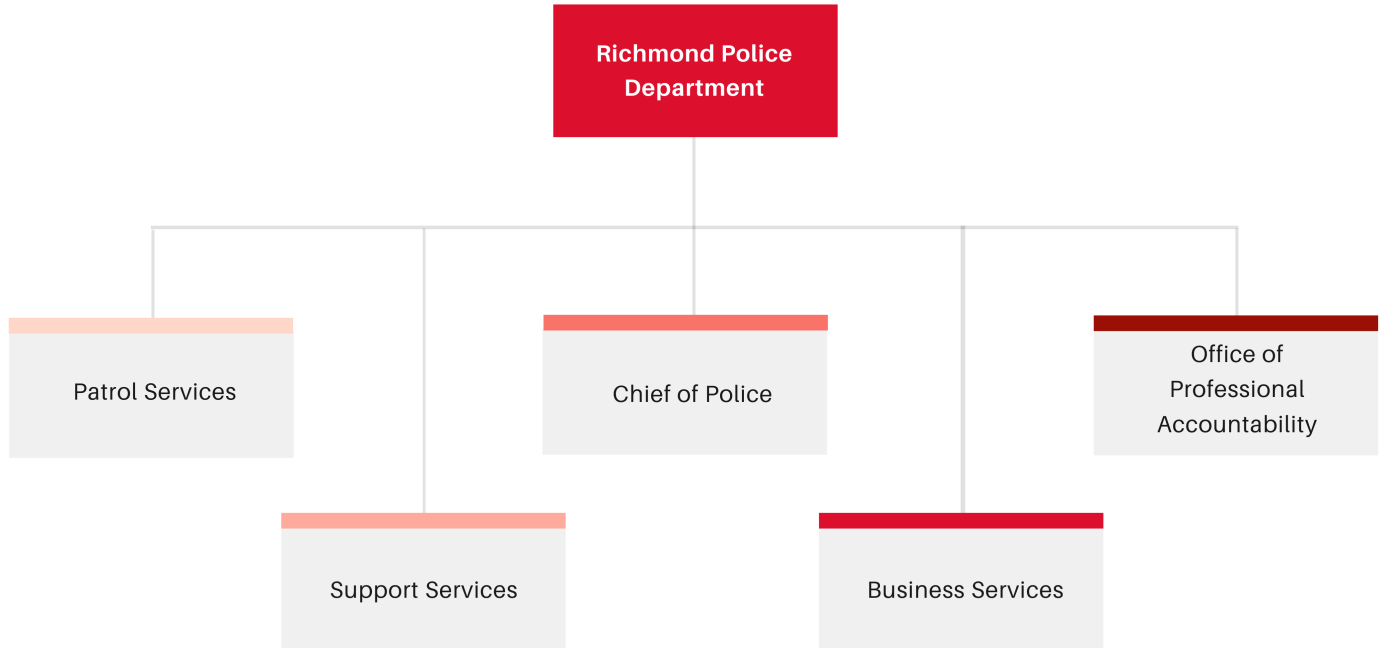 Richmond Police
Department
Patrol Services
Chief of Police
Office of
Professional
Accountability
Support Services
Business Services